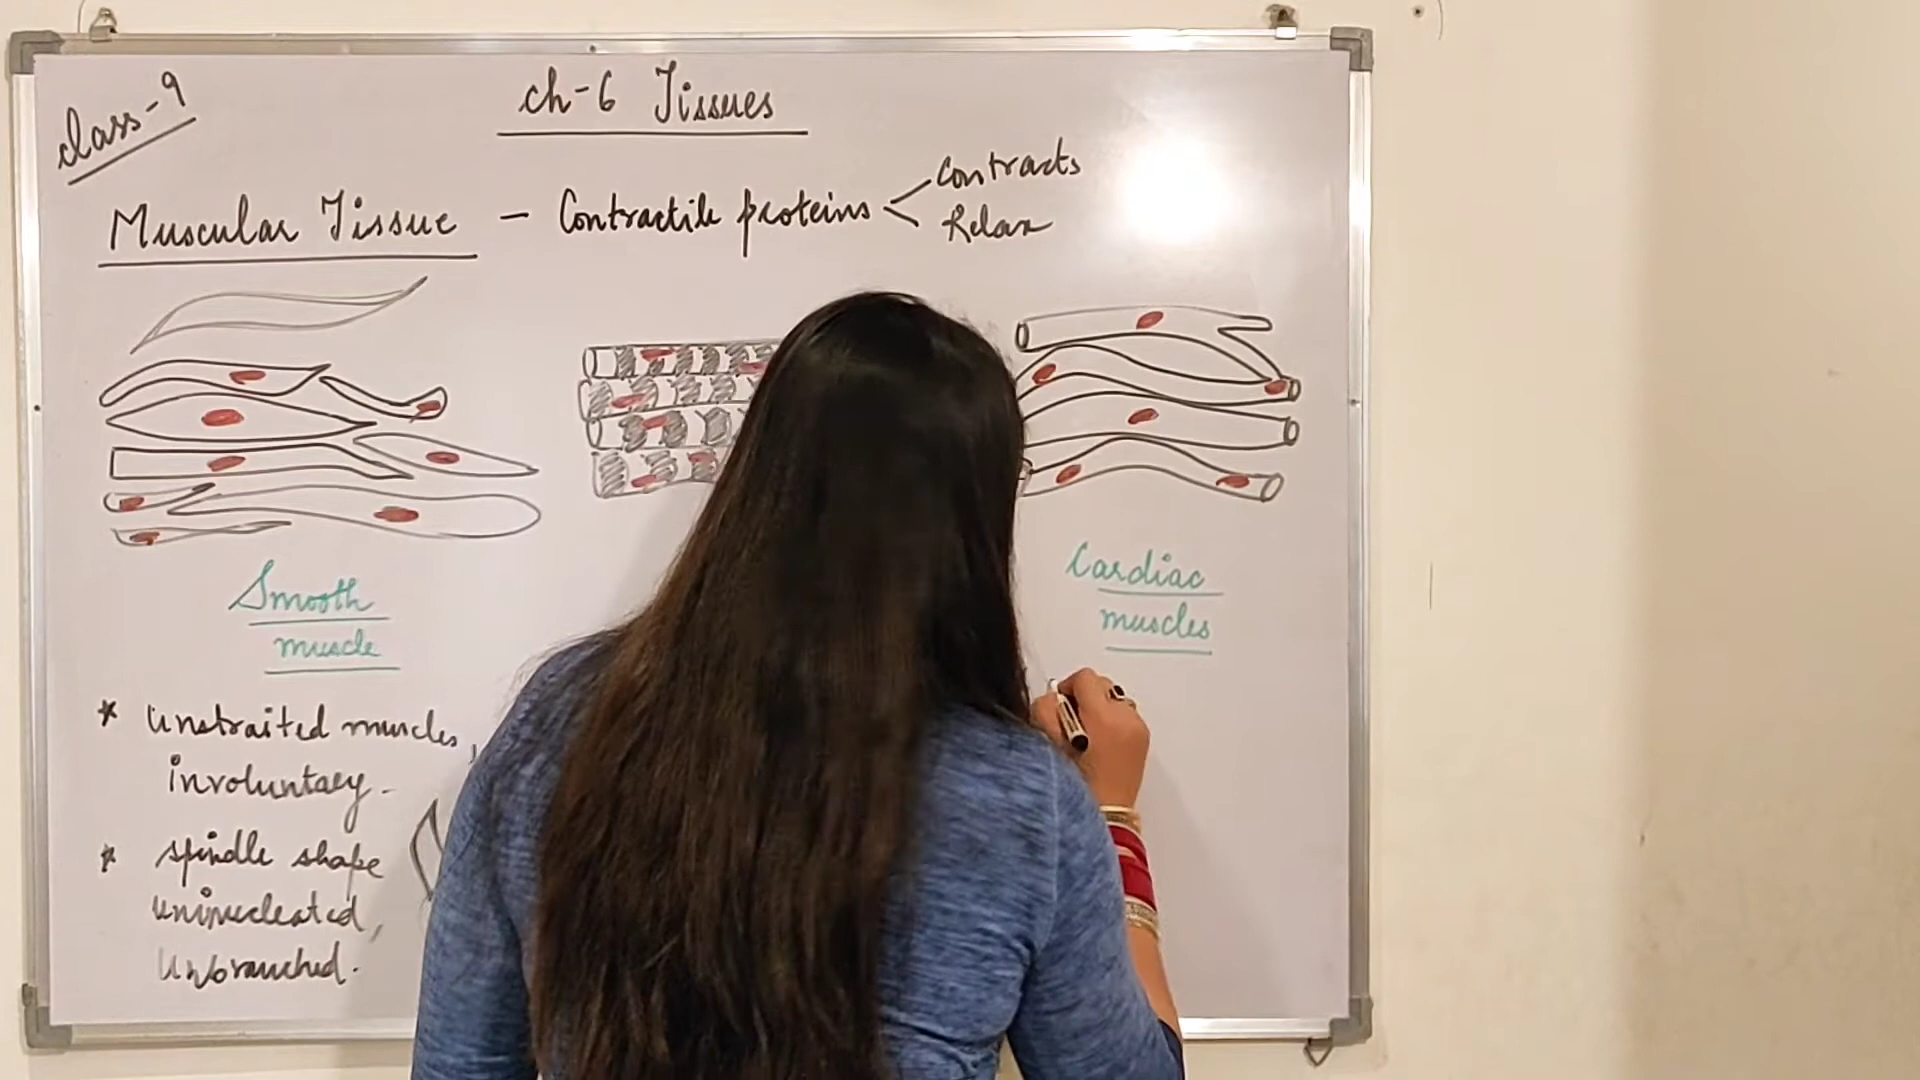 Class-9
ch-6 Tissues
Muscular Tissue - Contractile proteins
Contracts
Relax
Smooth
muscle
Cardiac
muscles
* Unstraited muscles,
involuntary.
* spindle shape
uninucleated,
Unbranched.